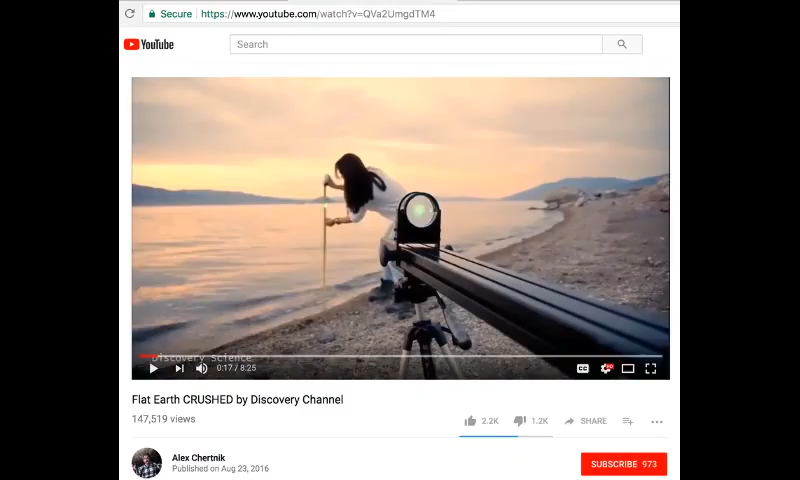 Secure https://www.youtube.com/watch?v=QVa2UmgdTM4
YouTube
Search
Discovery Science
0:17 / 8:25
CC
HD
Flat Earth CRUSHED by Discovery Channel
147,519 views
2.2K 1.2K SHARE
Alex Chertnik
Published on Aug 23, 2016
SUBSCRIBE 973